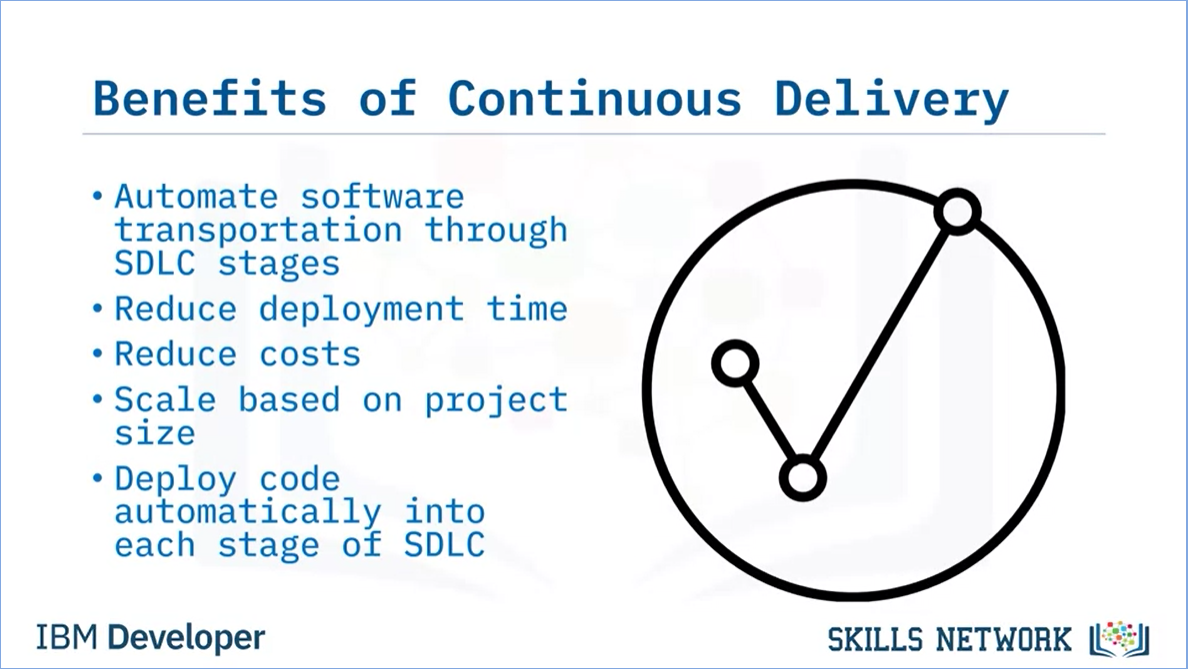 Benefits of Continuous Delivery
• Automate software
transportation through
SDLC stages
• Reduce deployment time
• Reduce costs
• Scale based on project
size
• Deploy code
automatically into
each stage of SDLC
IBM Developer
SKILLS NETWORK